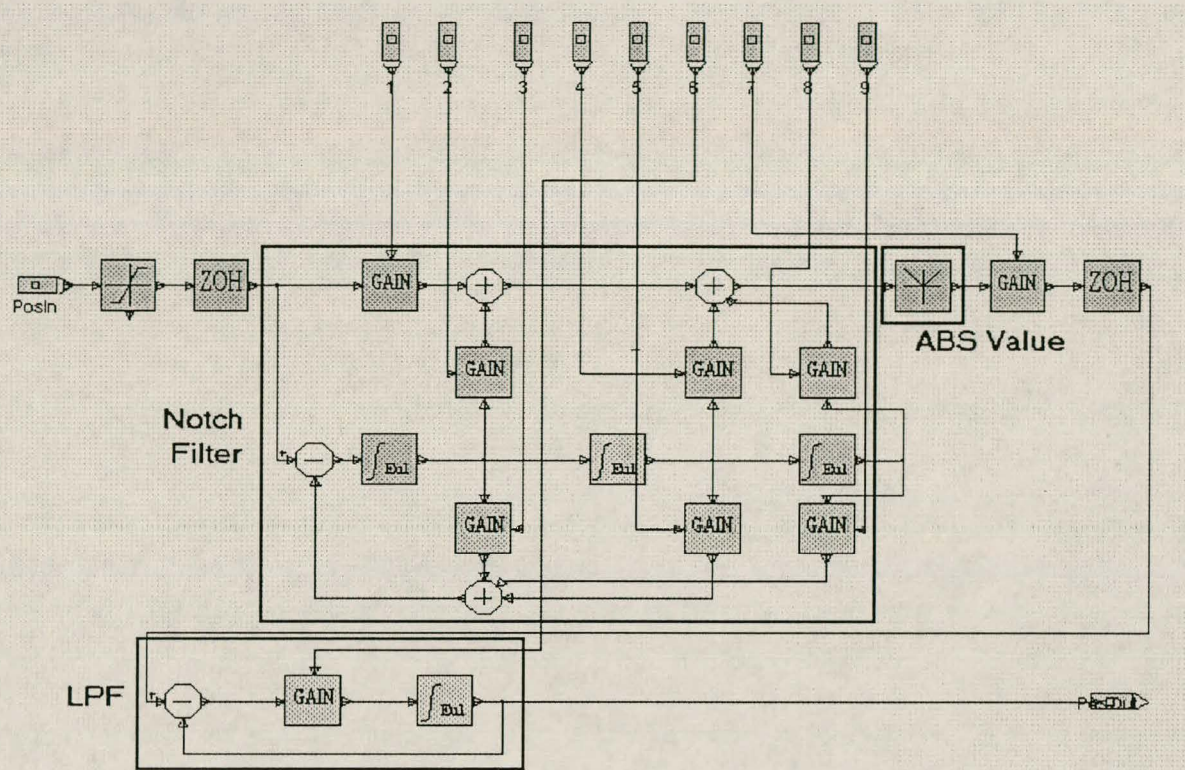 1 2 3 4 5 6 7 8 9
PosIn
ZOH
GAIN
+
+
GAIN
ZOH
ABS Value
GAIN
GAIN
GAIN
Notch
Filter
−
Eul
Eul
Eul
GAIN
GAIN
GAIN
+
LPF
−
GAIN
Eul